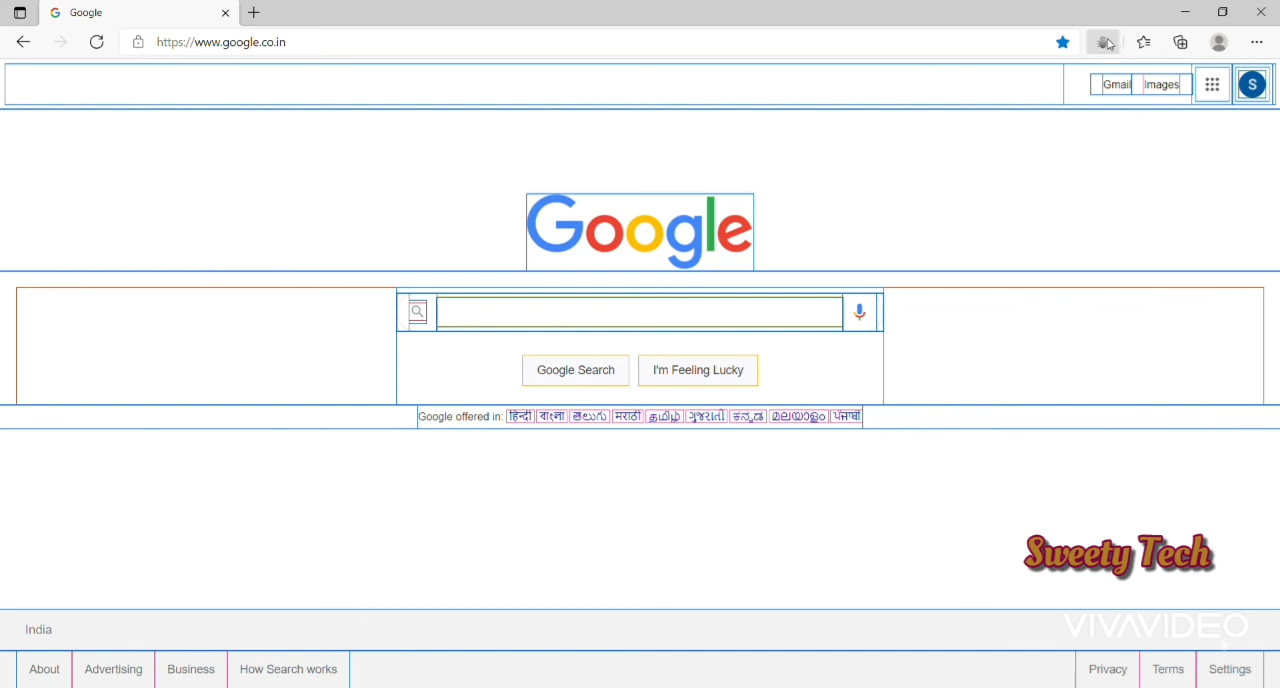 Google
https://www.google.co.in
Gmail Images S
Google
Google Search I'm Feeling Lucky
Google offered in: हिन्दी বাংলা తెలుగు मराठी தமிழ் ગુજરાતી ಕನ್ನಡ മലയാളം ਪੰਜਾਬੀ
Sweety Tech
India
VIVAVIDEO
About Advertising Business How Search works Privacy Terms Settings